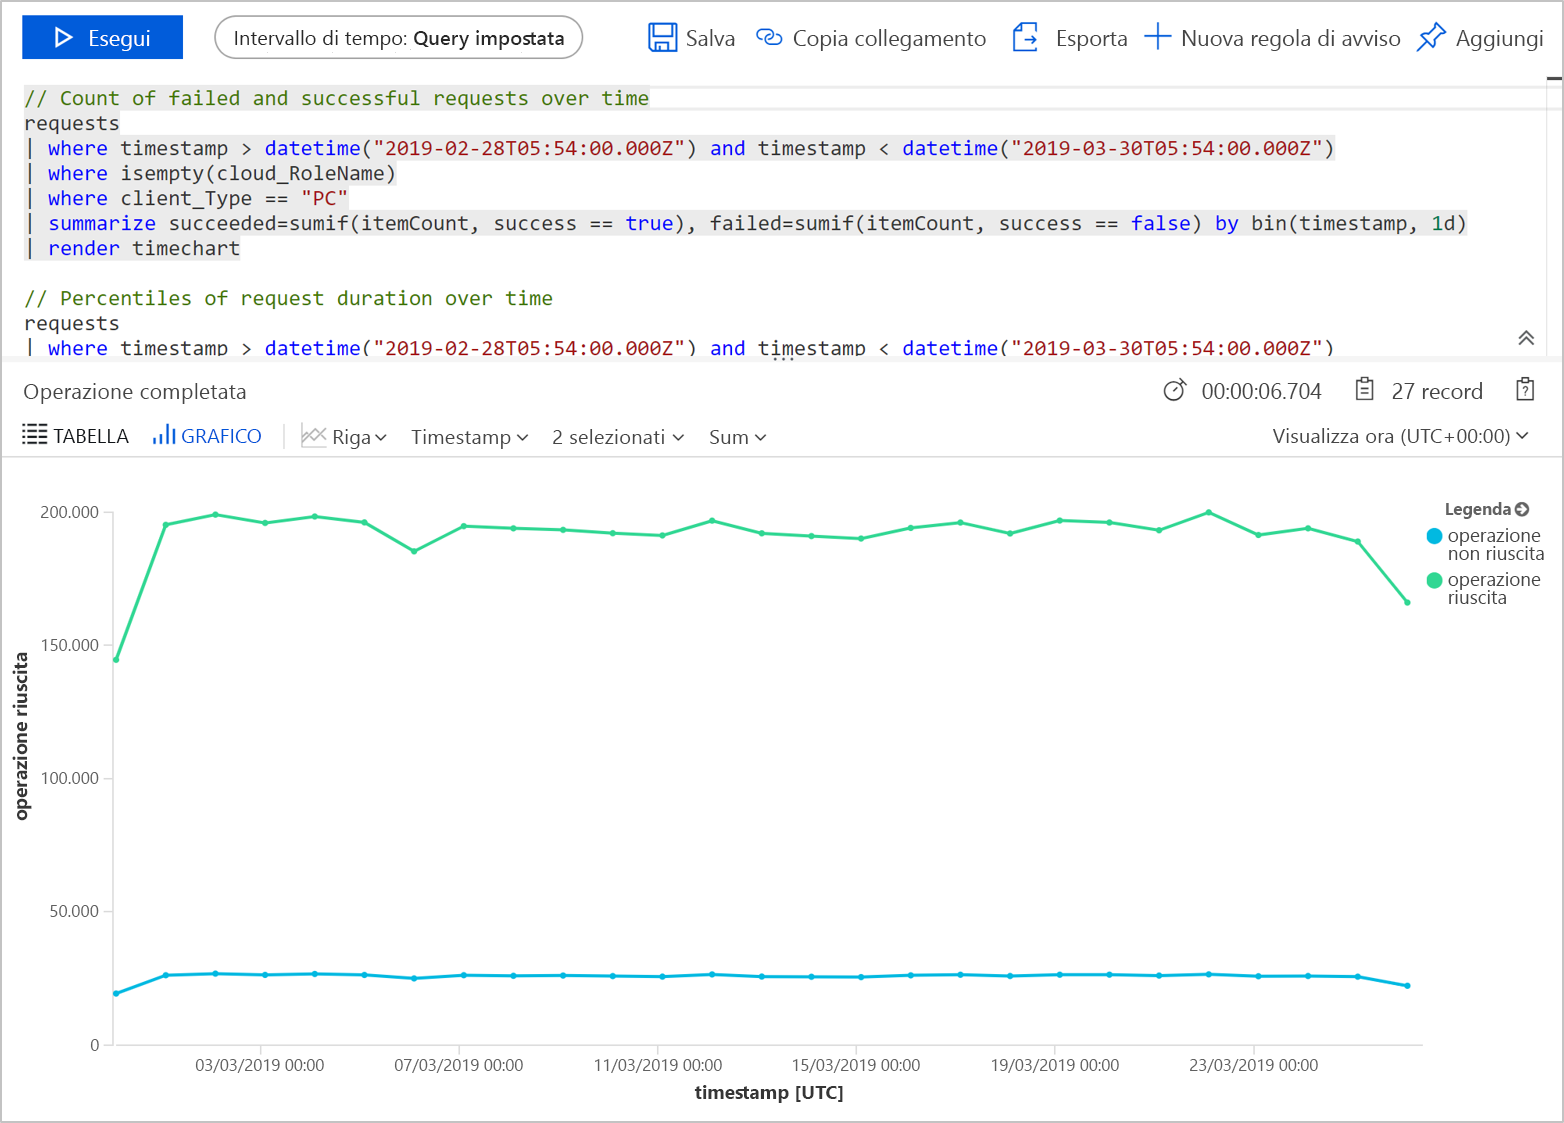 Esegui
Intervallo di tempo: Query impostata
Salva
Copia collegamento
Esporta
Nuova regola di avviso
Aggiungi
// Count of failed and successful requests over time
requests
| where timestamp > datetime("2019-02-28T05:54:00.000Z") and timestamp < datetime("2019-03-30T05:54:00.000Z")
| where isempty(cloud_RoleName)
| where client_Type == "PC"
| summarize succeeded=sumif(itemCount, success == true), failed=sumif(itemCount, success == false) by bin(timestamp, 1d)
| render timechart
// Percentiles of request duration over time
requests
| where timestamp > datetime("2019-02-28T05:54:00.000Z") and timestamp < datetime("2019-03-30T05:54:00.000Z")
Operazione completata
00:00:06.704
27 record
TABELLA
GRAFICO
Riga
Timestamp
2 selezionati
Sum
Visualizza ora (UTC+00:00)
200.000
150.000
100.000
50.000
0
operazione riuscita
Legenda
operazione
non riuscita
operazione
riuscita
03/03/2019 00:00
07/03/2019 00:00
11/03/2019 00:00
15/03/2019 00:00
19/03/2019 00:00
23/03/2019 00:00
timestamp [UTC]